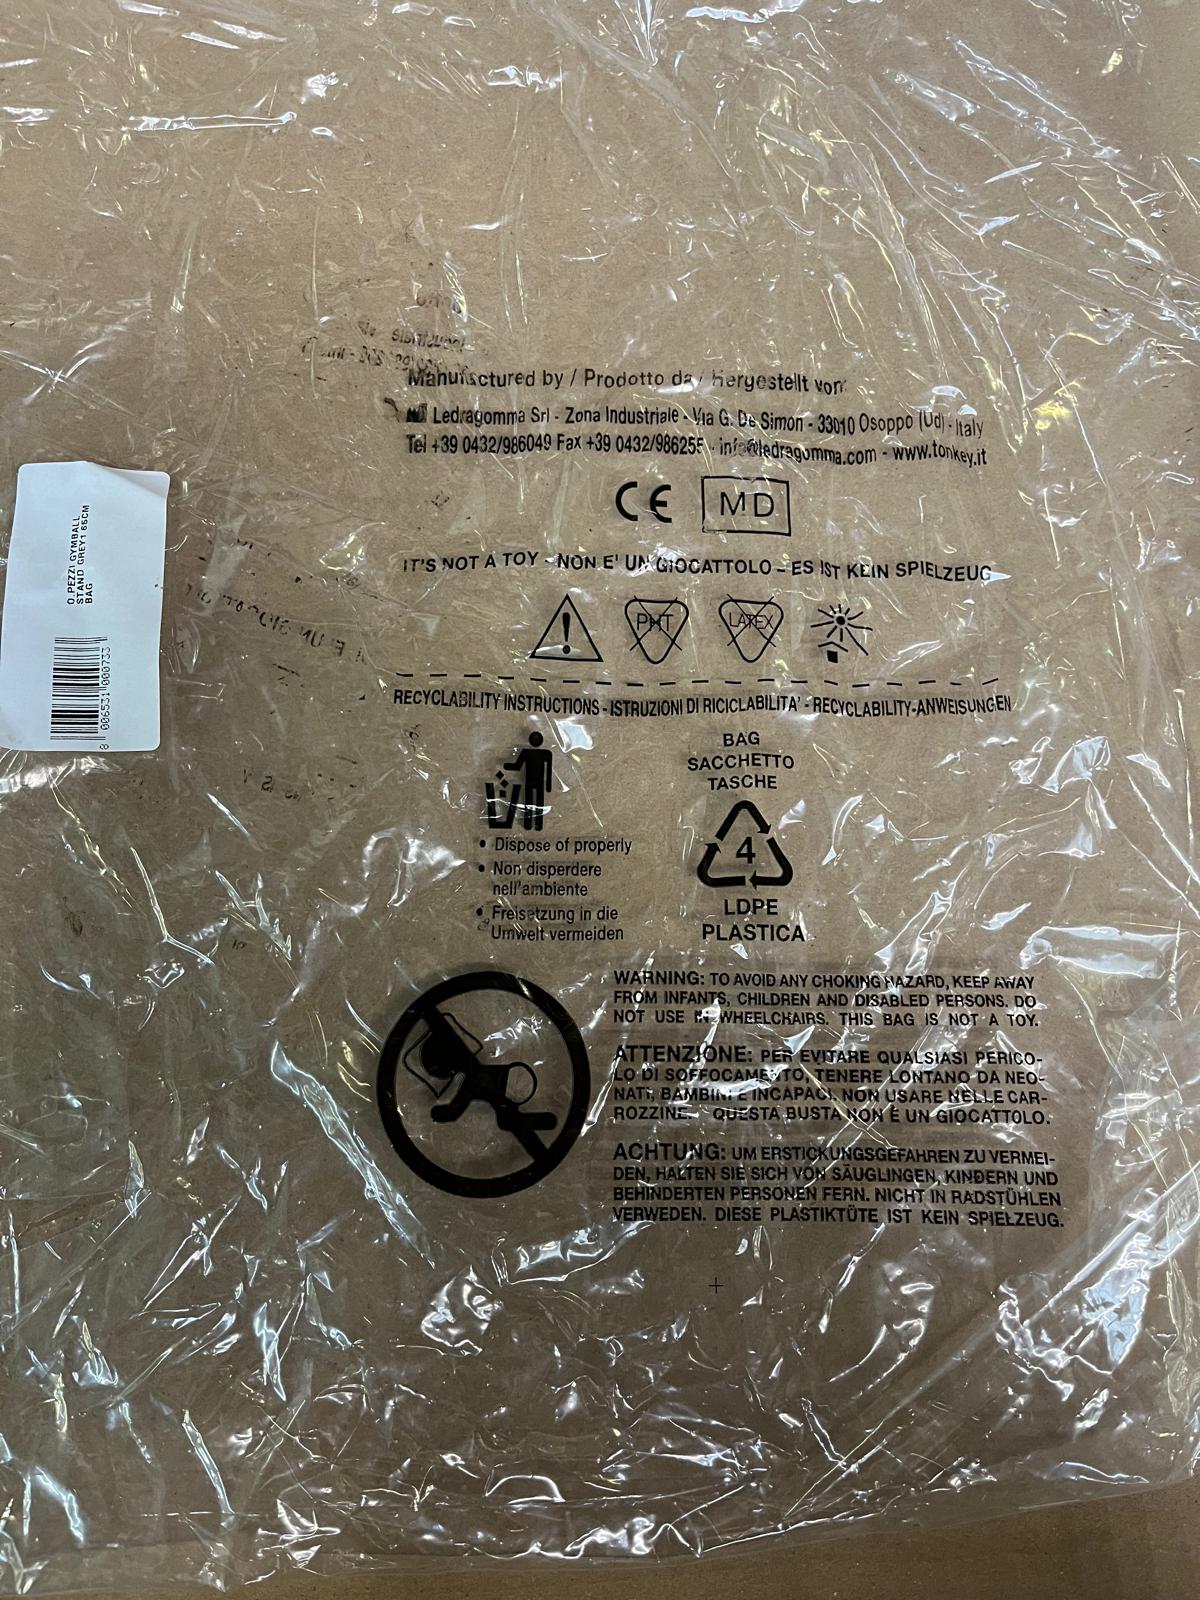 Manufactured by / Prodotto da / Hergestellt von:
Ledragomma Srl - Zona Industriale - Via G. De Simon - 33010 Osoppo (Ud) - Italy
Tel +39 0432/986049 Fax +39 0432/986255 - info@ledragomma.com - www.tonkey.it
CE MD
IT'S NOT A TOY - NON E' UN GIOCATTOLO - ES IST KEIN SPIELZEUG
PHT LATEX
RECYCLABILITY INSTRUCTIONS - ISTRUZIONI DI RICICLABILITA' - RECYCLABILITY-ANWEISUNGEN
• Dispose of properly
• Non disperdere
nell'ambiente
• Freisetzung in die
Umwelt vermeiden
BAG
SACCHETTO
TASCHE
4
LDPE
PLASTICA
WARNING: TO AVOID ANY CHOKING HAZARD, KEEP AWAY
FROM INFANTS, CHILDREN AND DISABLED PERSONS. DO
NOT USE IN WHEELCHAIRS. THIS BAG IS NOT A TOY.
ATTENZIONE: PER EVITARE QUALSIASI PERICO-
LO DI SOFFOCAMENTO, TENERE LONTANO DA NEO-
NATI, BAMBINI E INCAPACI. NON USARE NELLE CAR-
ROZZINE. QUESTA BUSTA NON È UN GIOCATTOLO.
ACHTUNG: UM ERSTICKUNGSGEFAHREN ZU VERMEI-
DEN, HALTEN SIE SICH VON SÄUGLINGEN, KINDERN UND
BEHINDERTEN PERSONEN FERN. NICHT IN RADSTÜHLEN
VERWEDEN. DIESE PLASTIKTÜTE IST KEIN SPIELZEUG.
O.PEZZI GYMBALL
STAND GREY1 65CM
BAG
8 006531 000733